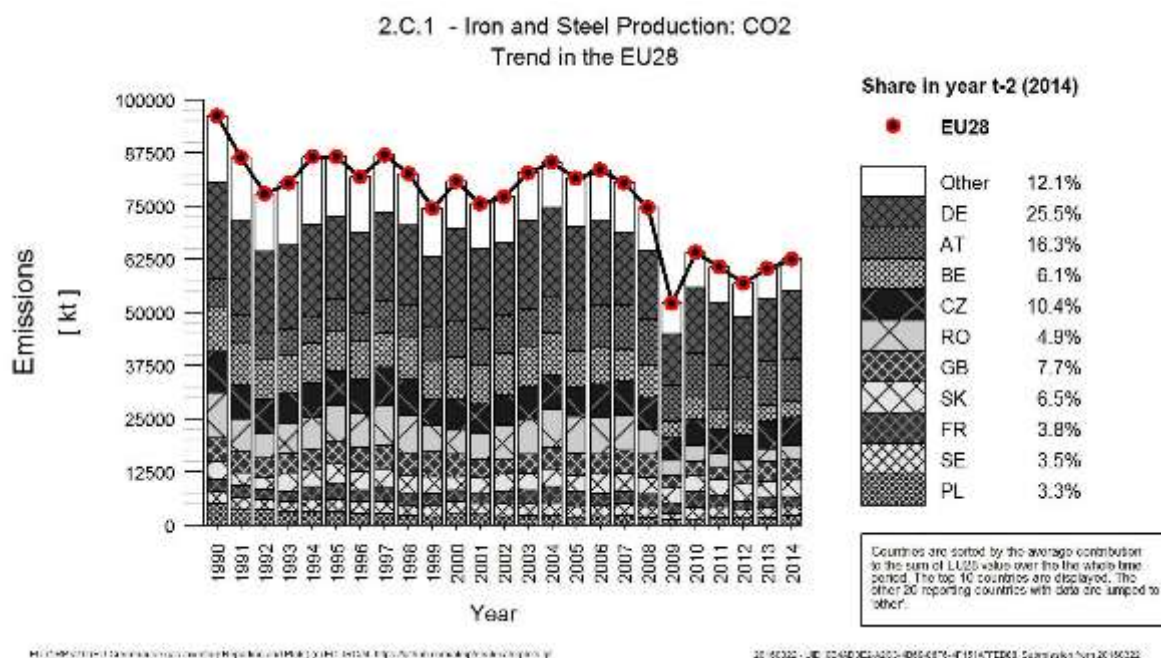 2.C.1 - Iron and Steel Production: CO2
Trend in the EU28
Share in year t-2 (2014)
EU28
Other 12.1%
DE 25.5%
AT 16.3%
BE 6.1%
CZ 10.4%
RO 4.9%
GB 7.7%
SK 6.5%
FR 3.8%
SE 3.5%
PL 3.3%
Emissions
[ kt ]
100000
87500
75000
62500
50000
37500
25000
12500
0
1990
1991
1992
1993
1994
1995
1996
1997
1998
1999
2000
2001
2002
2003
2004
2005
2006
2007
2008
2009
2010
2011
2012
2013
2014
Year
Countries are sorted by the average contribution
to the sum of EU28 value over the the whole time
period. The top 10 countries are displayed. The
other 20 reporting countries with data are lumped to
'other'.